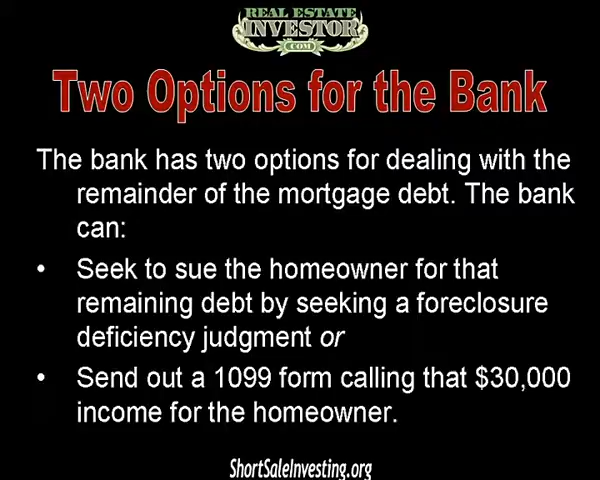 REAL ESTATE
INVESTOR
COM
Two Options for the Bank
The bank has two options for dealing with the
remainder of the mortgage debt. The bank
can:
• Seek to sue the homeowner for that
remaining debt by seeking a foreclosure
deficiency judgment or
• Send out a 1099 form calling that $30,000
income for the homeowner.
ShortSaleInvesting.org